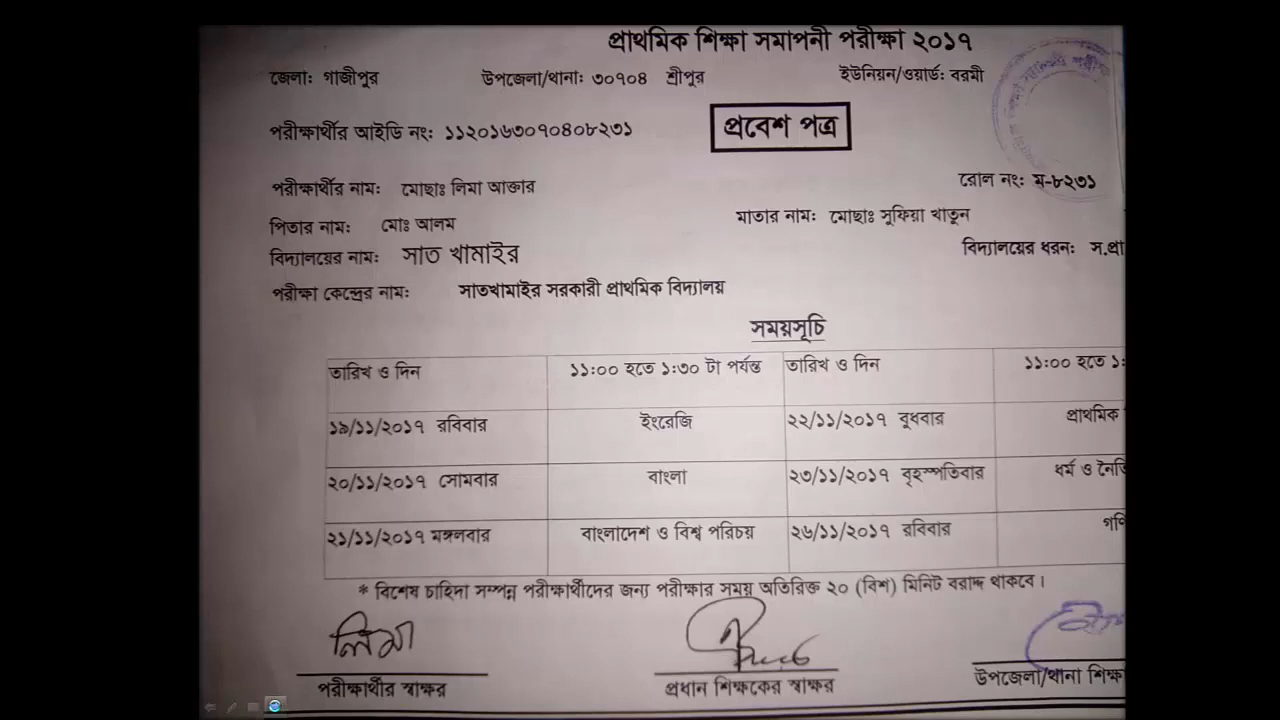 প্রাথমিক শিক্ষা সমাপনী পরীক্ষা ২০১৭
জেলা: গাজীপুর উপজেলা/থানা: ৩০৭০৪ শ্রীপুর ইউনিয়ন/ওয়ার্ড: বরমী
পরীক্ষার্থীর আইডি নং: ১১২০১৬৩০৭০৪০৮২৩১ প্রবেশ পত্র
পরীক্ষার্থীর নাম: মোছাঃ লিমা আক্তার রোল নং: ম-৮২৩১
পিতার নাম: মোঃ আলম মাতার নাম: মোছাঃ সুফিয়া খাতুন
বিদ্যালয়ের নাম: সাত খামাইর বিদ্যালয়ের ধরন: স.প্রা
পরীক্ষা কেন্দ্রের নাম: সাতখামাইর সরকারী প্রাথমিক বিদ্যালয়
সময়সূচি
তারিখ ও দিন ১১:০০ হতে ১:৩০ টা পর্যন্ত তারিখ ও দিন ১১:০০ হতে ১:
১৯/১১/২০১৭ রবিবার ইংরেজি ২২/১১/২০১৭ বুধবার প্রাথমিক
২০/১১/২০১৭ সোমবার বাংলা ২৩/১১/২০১৭ বৃহস্পতিবার ধর্ম ও
২১/১১/২০১৭ মঙ্গলবার বাংলাদেশ ও বিশ্ব পরিচয় ২৬/১১/২০১৭ রবিবার
* বিশেষ চাহিদা সম্পন্ন পরীক্ষার্থীদের জন্য পরীক্ষার সময় অতিরিক্ত ২০ (বিশ) মিনিট বরাদ্দ থাকবে।
লিমা
পরীক্ষার্থীর স্বাক্ষর প্রধান শিক্ষকের স্বাক্ষর উপজেলা/থানা